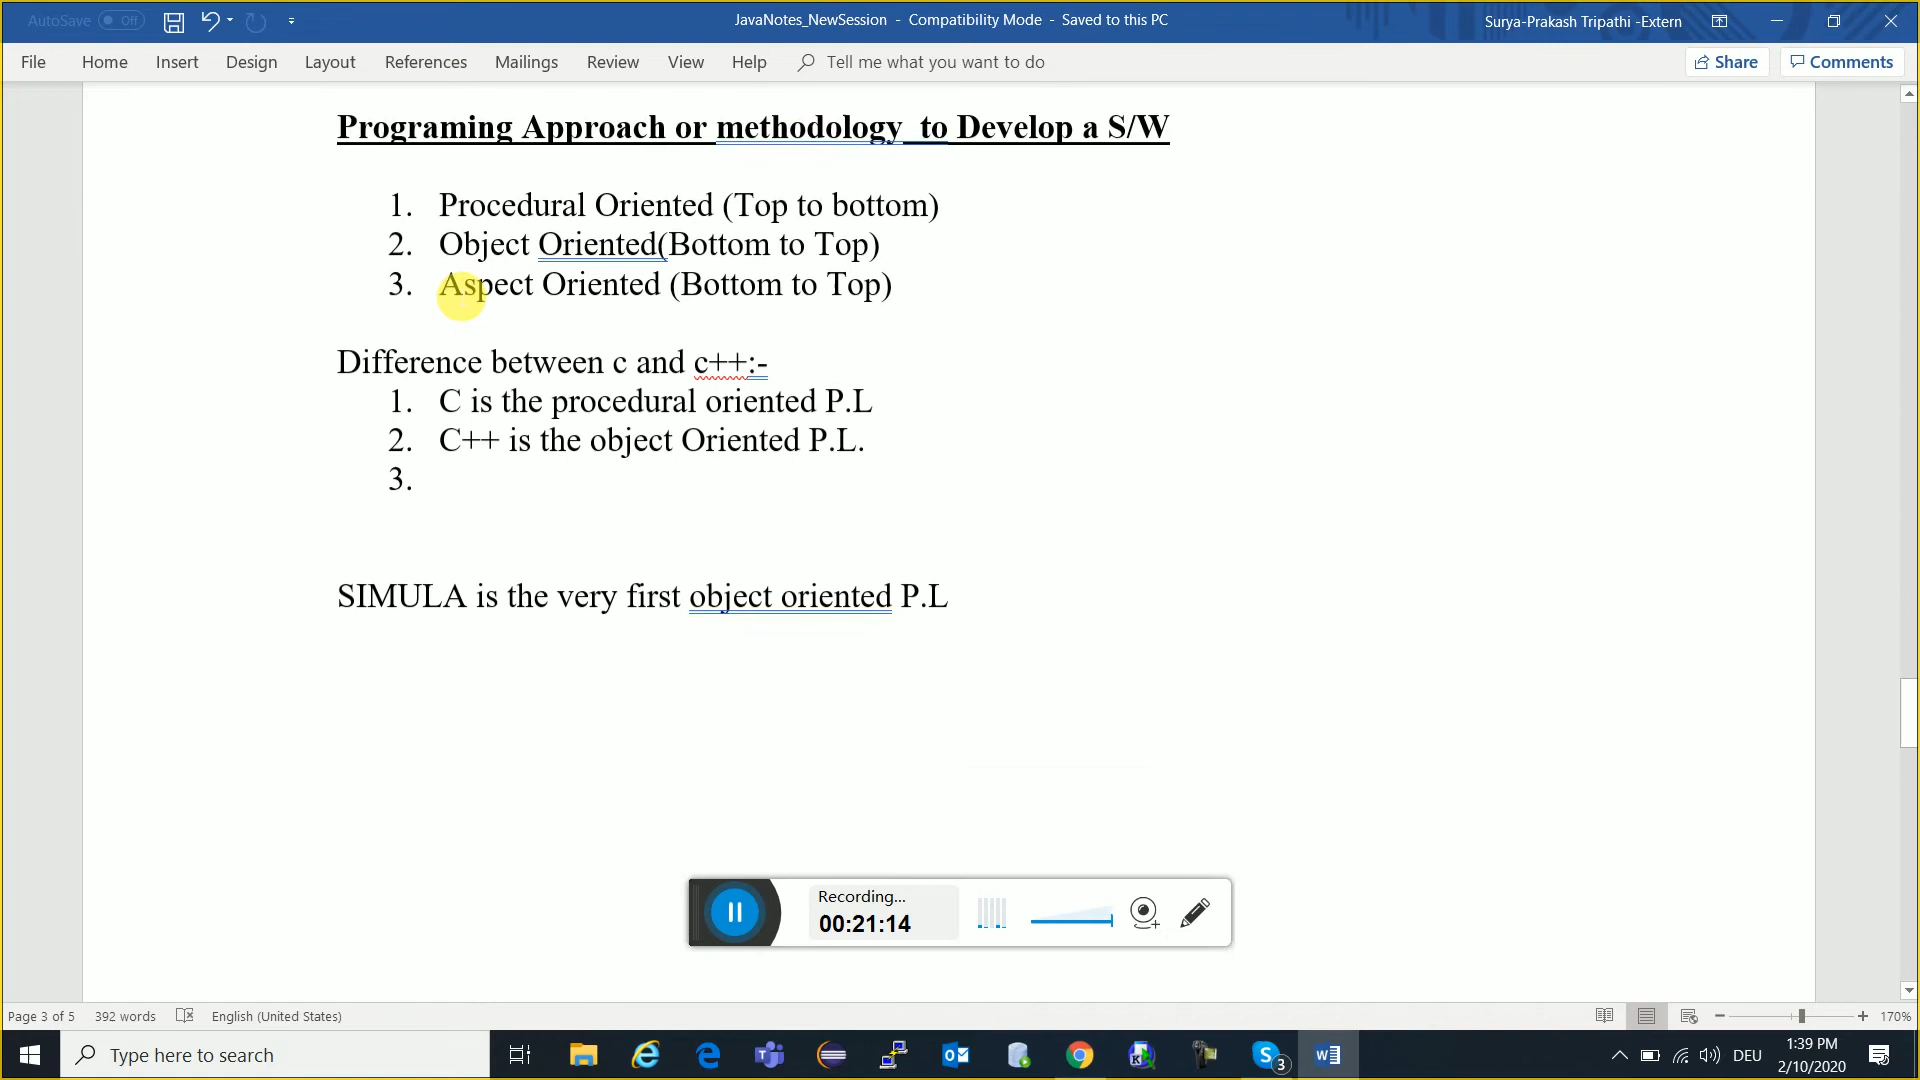 AutoSave Off
JavaNotes_NewSession - Compatibility Mode - Saved to this PC
Surya-Prakash Tripathi -Extern
File Home Insert Design Layout References Mailings Review View Help Tell me what you want to do Share Comments
Programing Approach or methodology to Develop a S/W
1. Procedural Oriented (Top to bottom)
2. Object Oriented(Bottom to Top)
3. Aspect Oriented (Bottom to Top)
Difference between c and c++:-
1. C is the procedural oriented P.L
2. C++ is the object Oriented P.L.
3.
SIMULA is the very first object oriented P.L
Recording...
00:21:14
Page 3 of 5 392 words English (United States) 170%
Type here to search
3
DEU
1:39 PM
2/10/2020